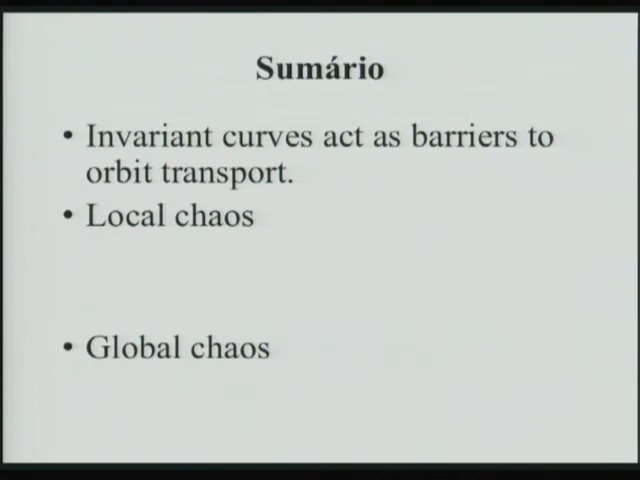 Sumário
• Invariant curves act as barriers to
orbit transport.
• Local chaos
• Global chaos